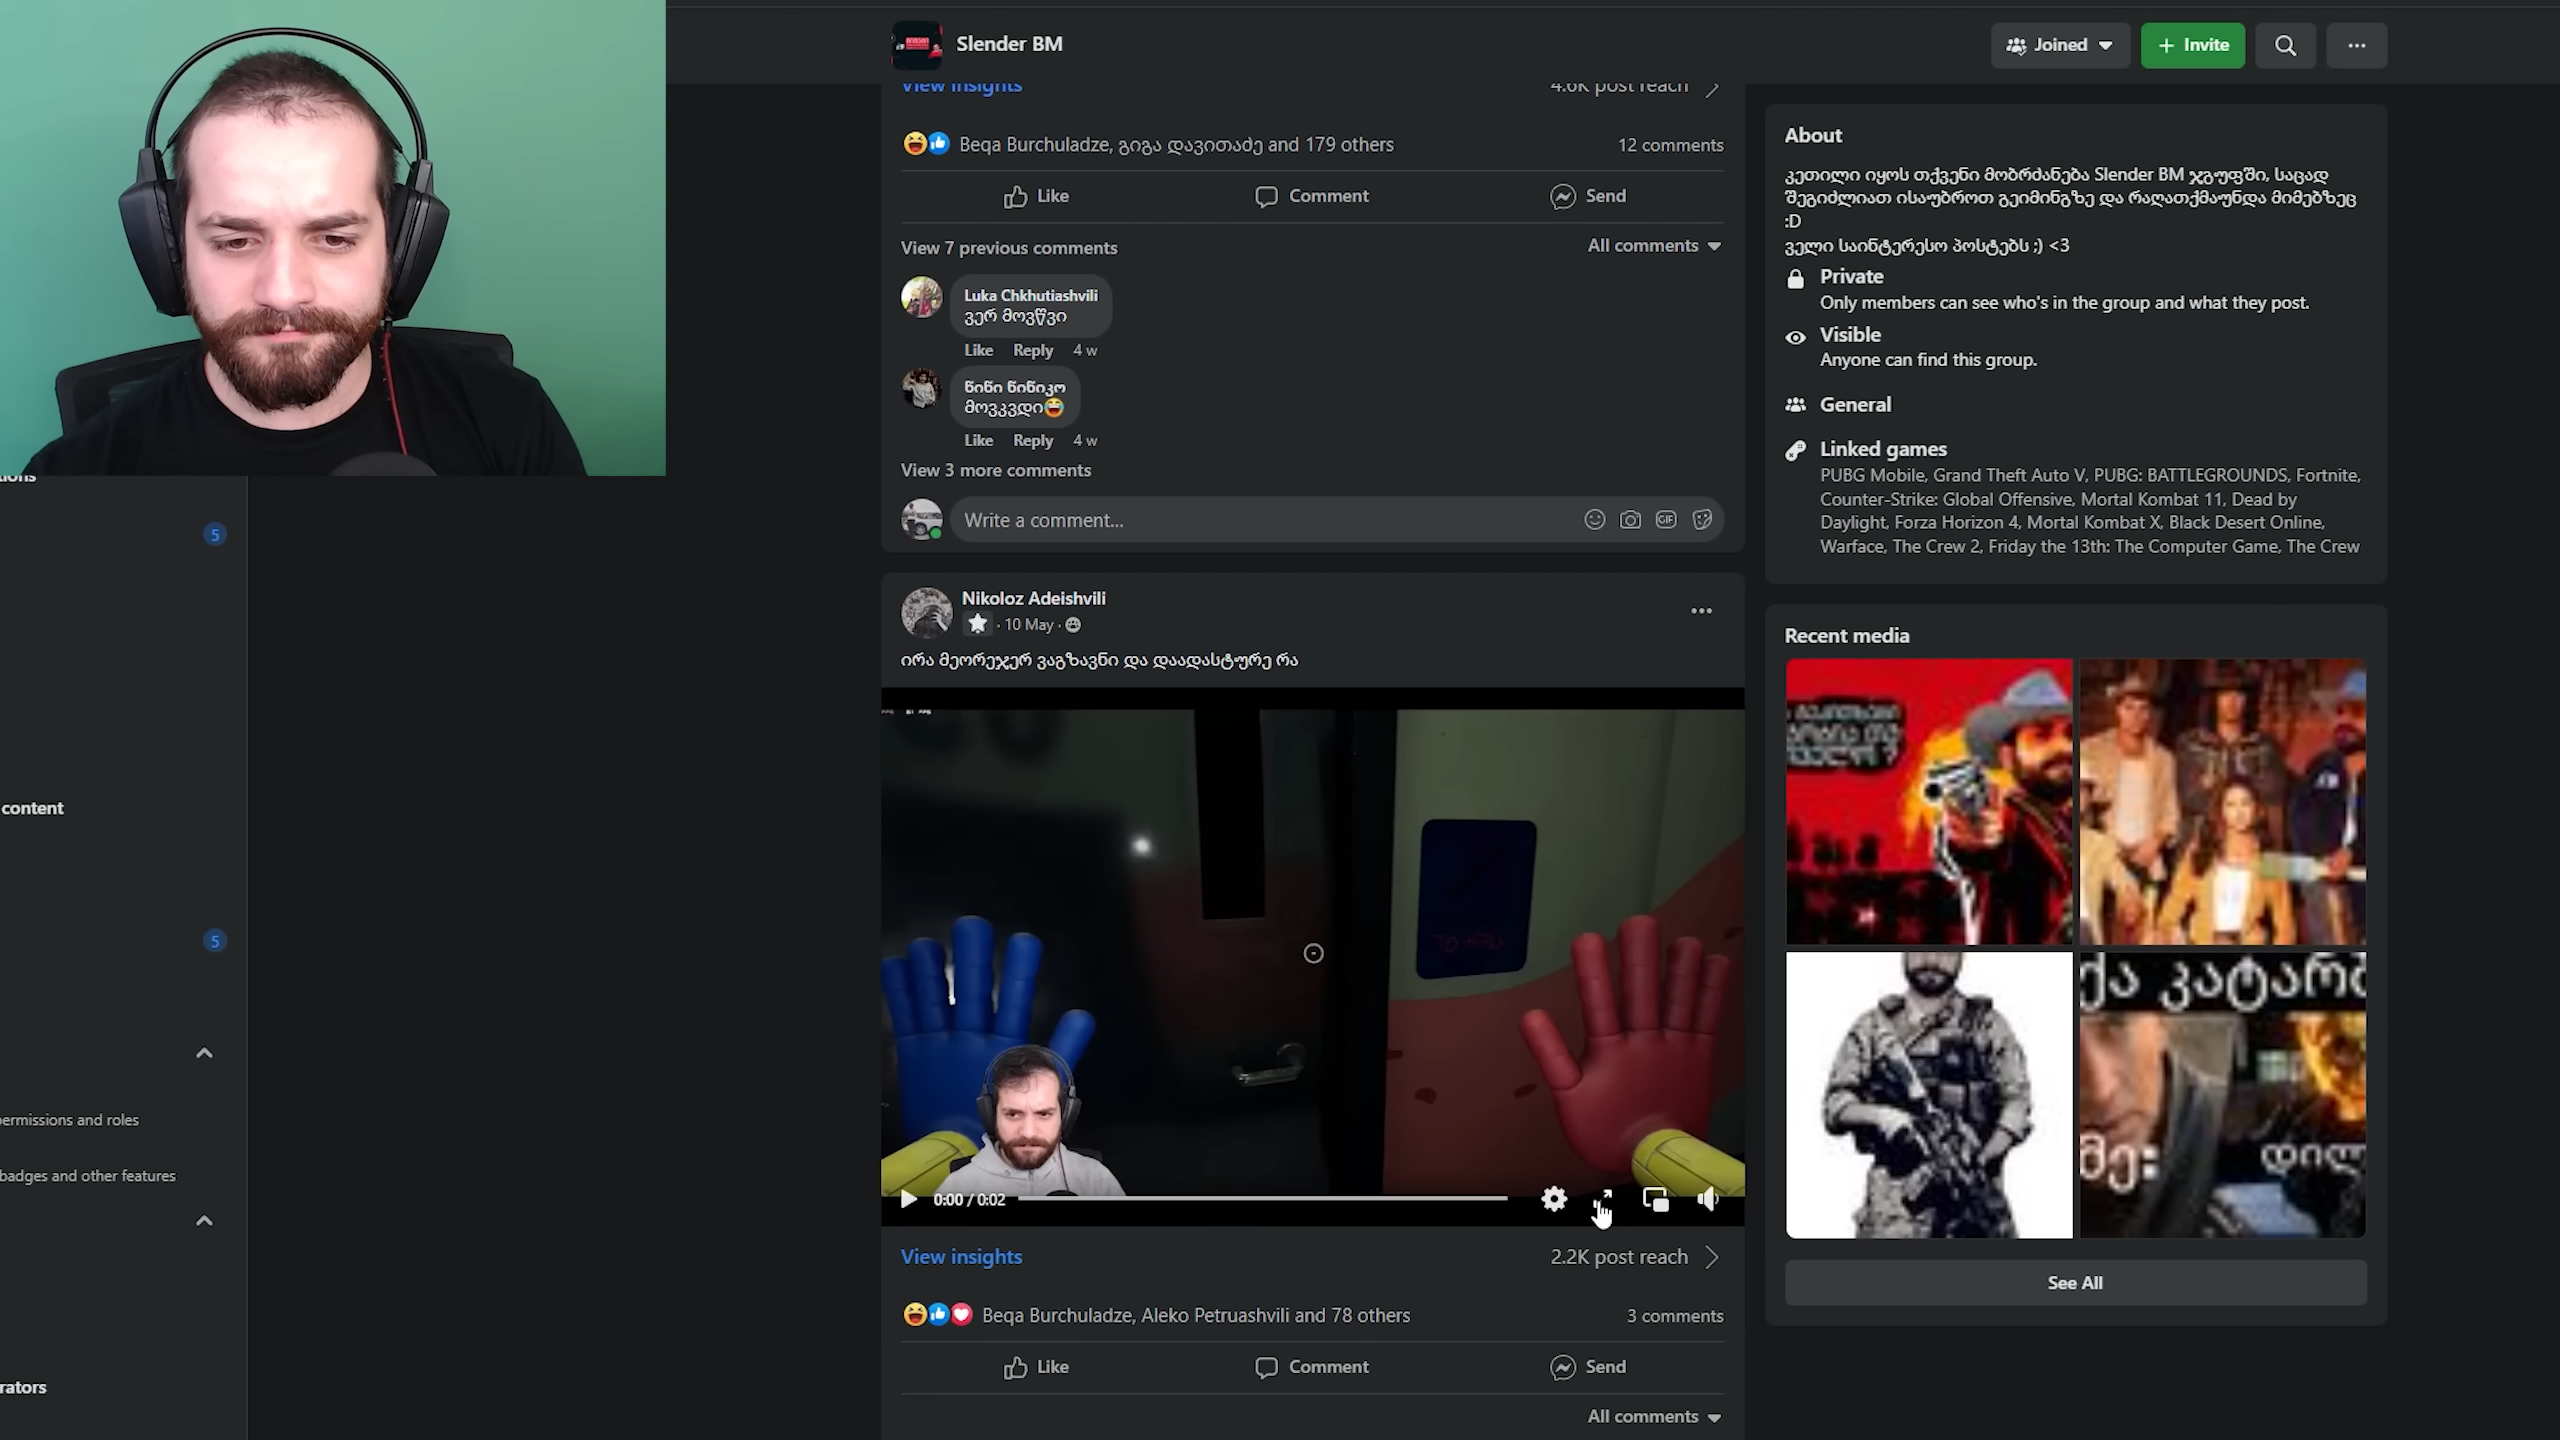 Slender BM
Joined
+ Invite
View insights
4.6K post reach
Beqa Burchuladze, გიგა დავითაძე and 179 others
12 comments
Like
Comment
Send
View 7 previous comments
All comments
Luka Chkhutiashvili
ვერ მოვწვი
Like Reply 4 w
ნინი ნინიკო
მოვკვდი😂
Like Reply 4 w
View 3 more comments
Write a comment...
GIF
Nikoloz Adeishvili
· 10 May ·
ირა მეორეჯერ ვაგზავნი და დაადასტურე რა
0:00 / 0:02
View insights
2.2K post reach
Beqa Burchuladze, Aleko Petruashvili and 78 others
3 comments
Like
Comment
Send
All comments
About
კეთილი იყოს თქვენი მობრძანება Slender BM ჯგუფში, საცად
შეგიძლიათ ისაუბროთ გეიმინგზე და რაღათქმაუნდა მიმებზეც
:D
ველი საინტერესო პოსტებს ;) <3
Private
Only members can see who's in the group and what they post.
Visible
Anyone can find this group.
General
Linked games
PUBG Mobile, Grand Theft Auto V, PUBG: BATTLEGROUNDS, Fortnite,
Counter-Strike: Global Offensive, Mortal Kombat 11, Dead by
Daylight, Forza Horizon 4, Mortal Kombat X, Black Desert Online,
Warface, The Crew 2, Friday the 13th: The Computer Game, The Crew
Recent media
ქა კატარ
მე:
დილ
See All
5
content
5
ermissions and roles
badges and other features
rators